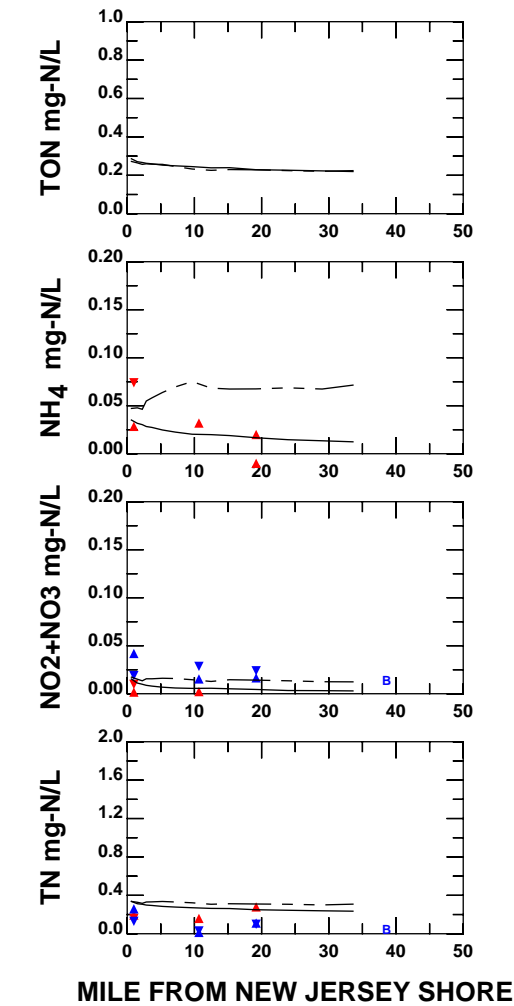 TON mg-N/L
1.0
0.8
0.6
0.4
0.2
0.0
0 10 20 30 40 50
NH4 mg-N/L
0.20
0.15
0.10
0.05
0.00
0 10 20 30 40 50
NO2+NO3 mg-N/L
0.20
0.15
0.10
0.05
0.00
B
0 10 20 30 40 50
TN mg-N/L
2.0
1.6
1.2
0.8
0.4
0.0
B
0 10 20 30 40 50
MILE FROM NEW JERSEY SHORE